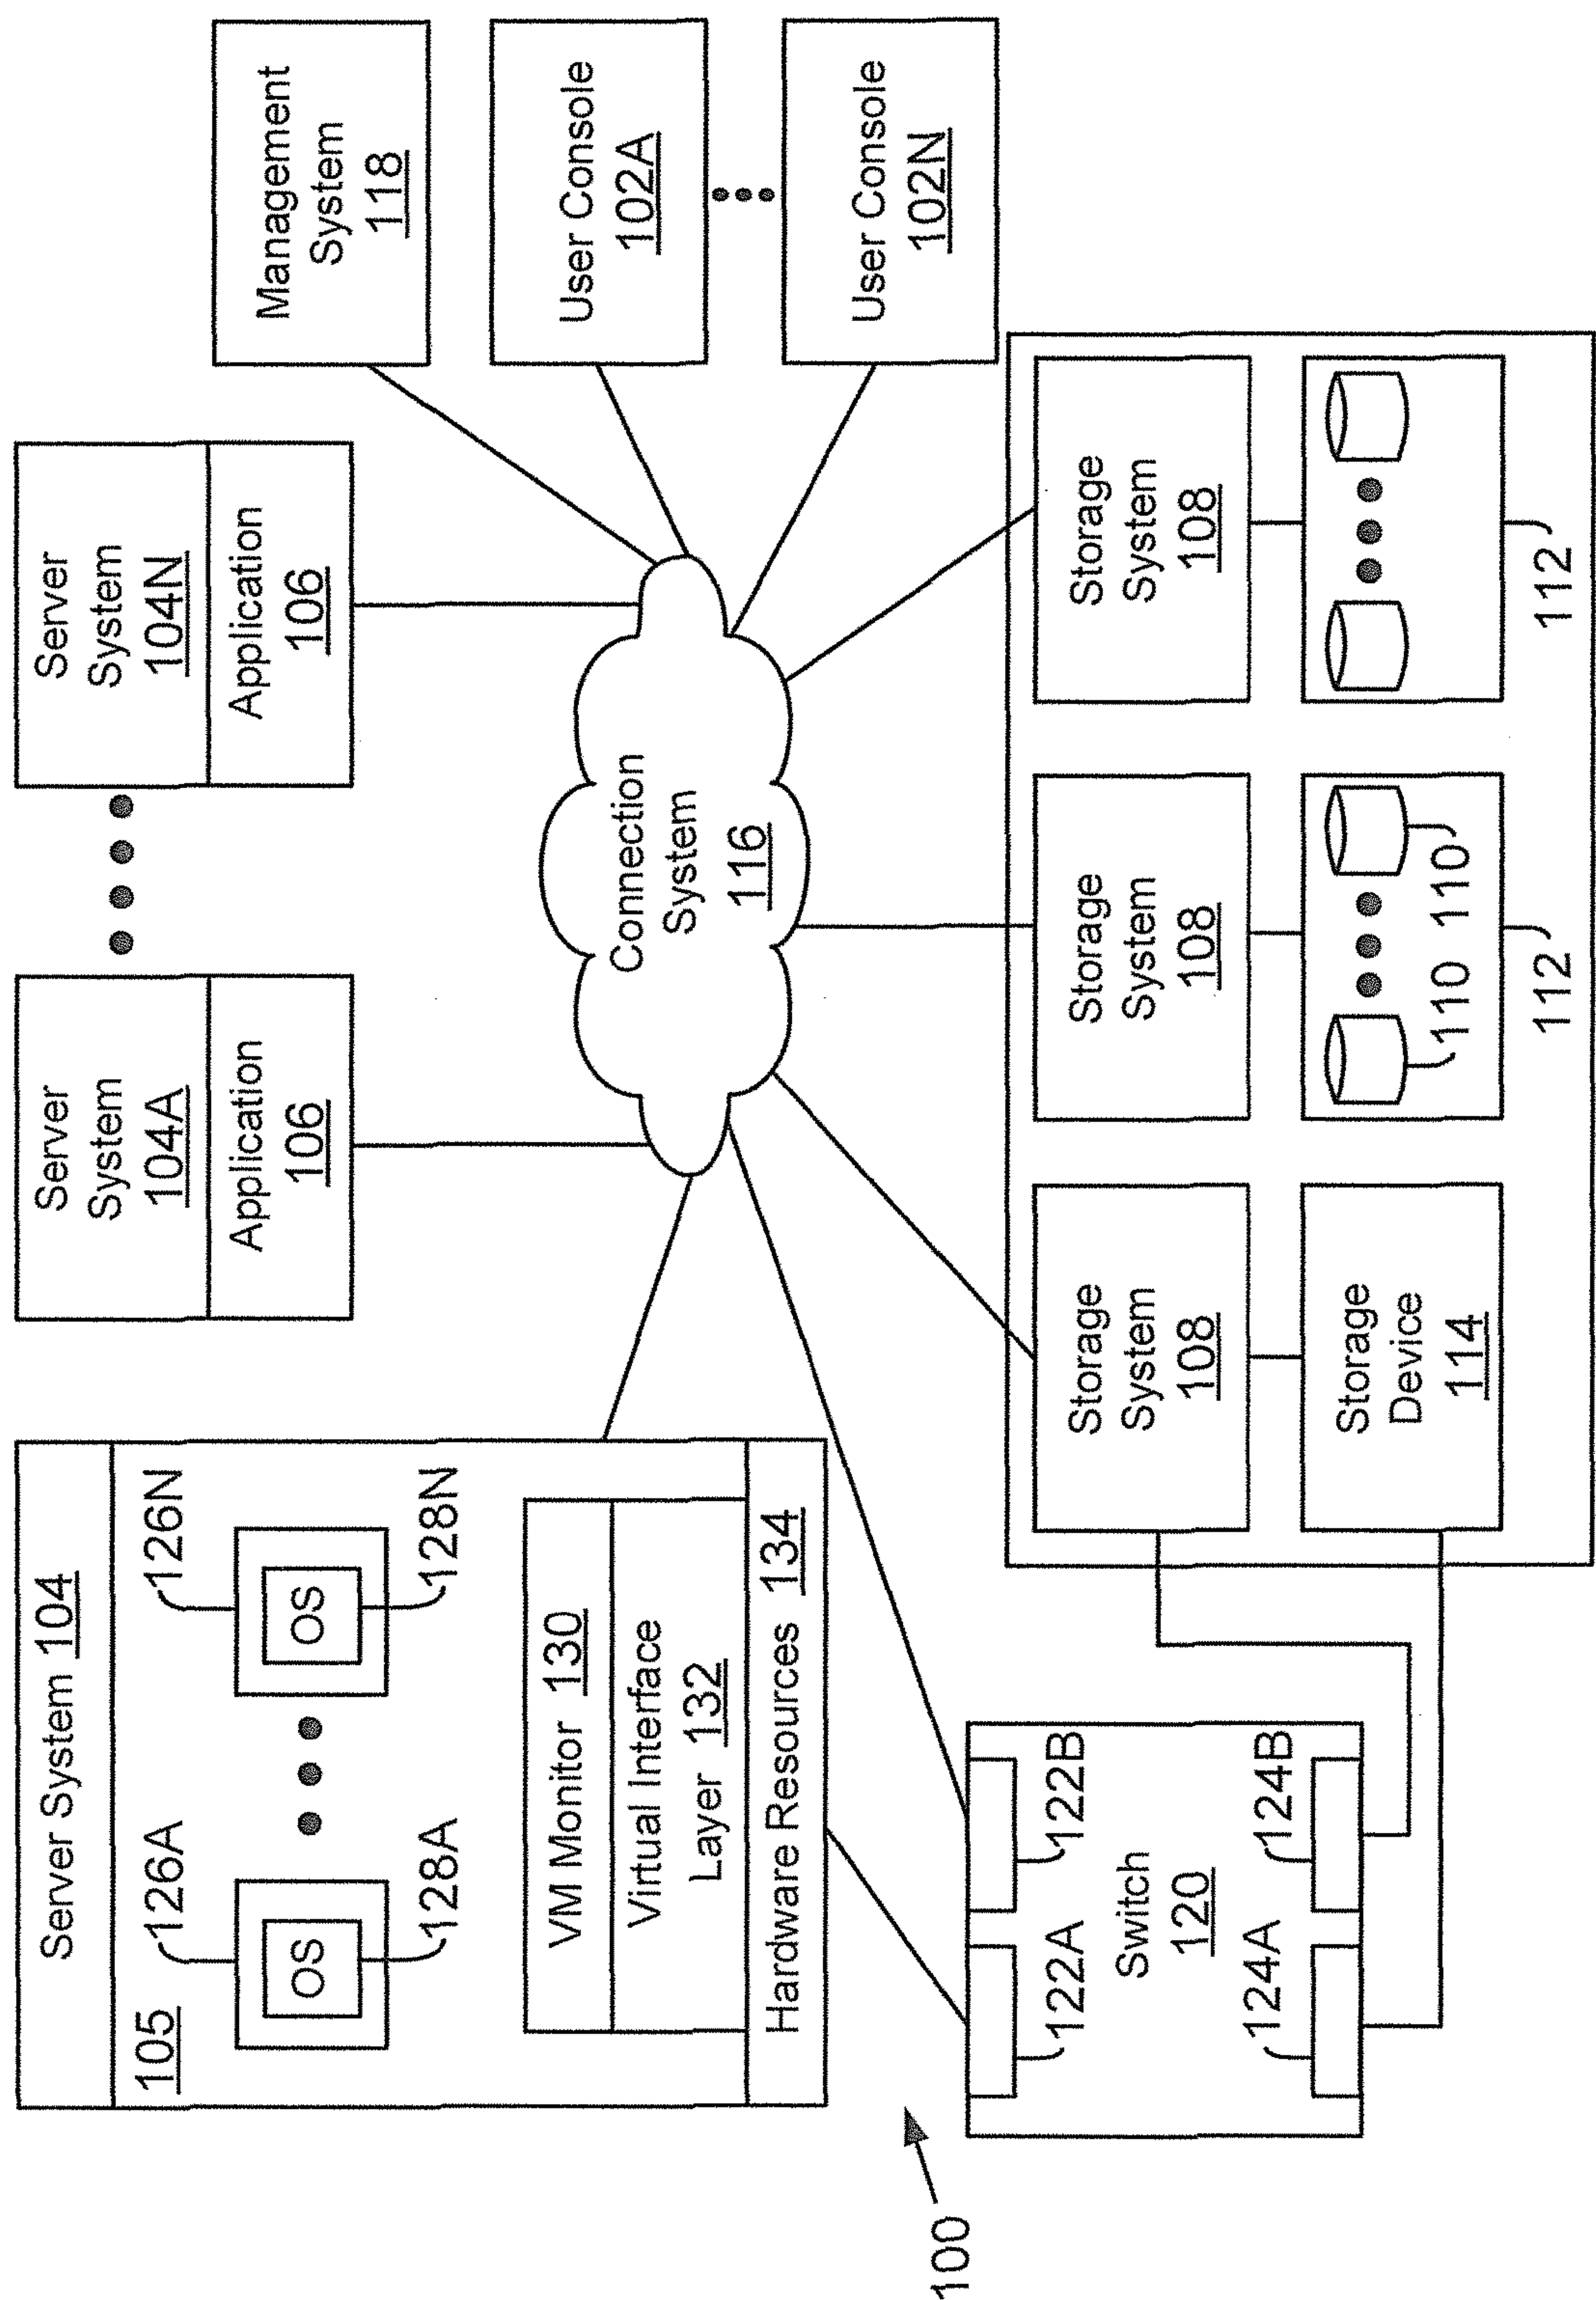 Server System 104
105
126A
126N
OS
OS
128A
128N
VM Monitor 130
Virtual Interface
Layer 132
Hardware Resources 134
Server
System
104A
Application
106
Server
System
104N
Application
106
Management
System
118
User Console
102A
User Console
102N
Connection
System
116
100
122A
122B
Switch
120
124A
124B
Storage
System
108
Storage
Device
114
Storage
System
108
110
110
112
Storage
System
108
112